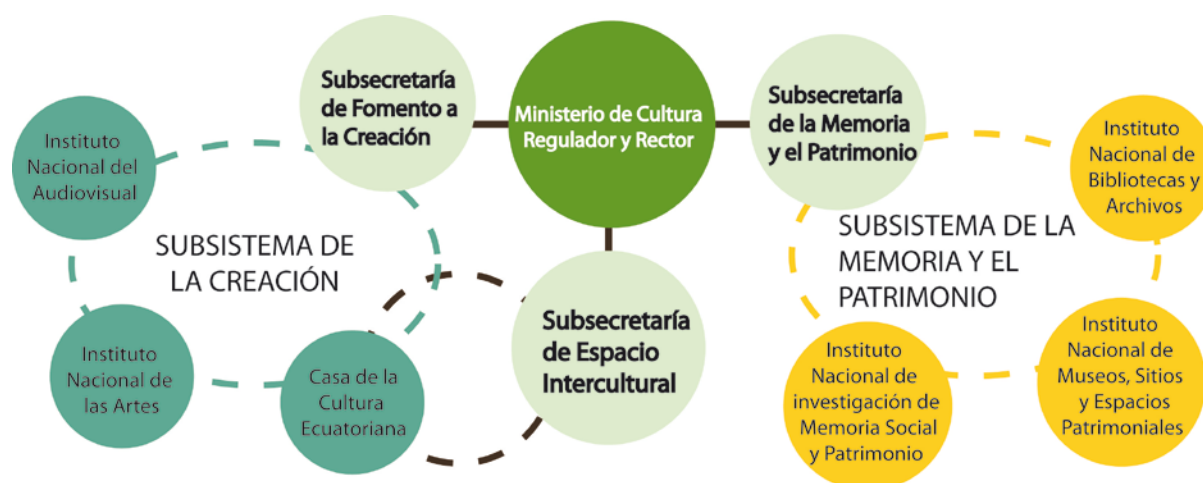 Subsecretaría
de Fomento a
la Creación
Ministerio de Cultura
Regulador y Rector
Subsecretaría
de la Memoria
y el Patrimonio
Instituto
Nacional del
Audiovisual
Instituto
Nacional de
Bibliotecas y
Archivos
SUBSISTEMA DE
LA CREACIÓN
SUBSISTEMA DE LA
MEMORIA Y EL
PATRIMONIO
Instituto
Nacional de
las Artes
Casa de la
Cultura
Ecuatoriana
Subsecretaría
de Espacio
Intercultural
Instituto
Nacional de
investigación de
Memoria Social
y Patrimonio
Instituto
Nacional de
Museos, Sitios
y Espacios
Patrimoniales